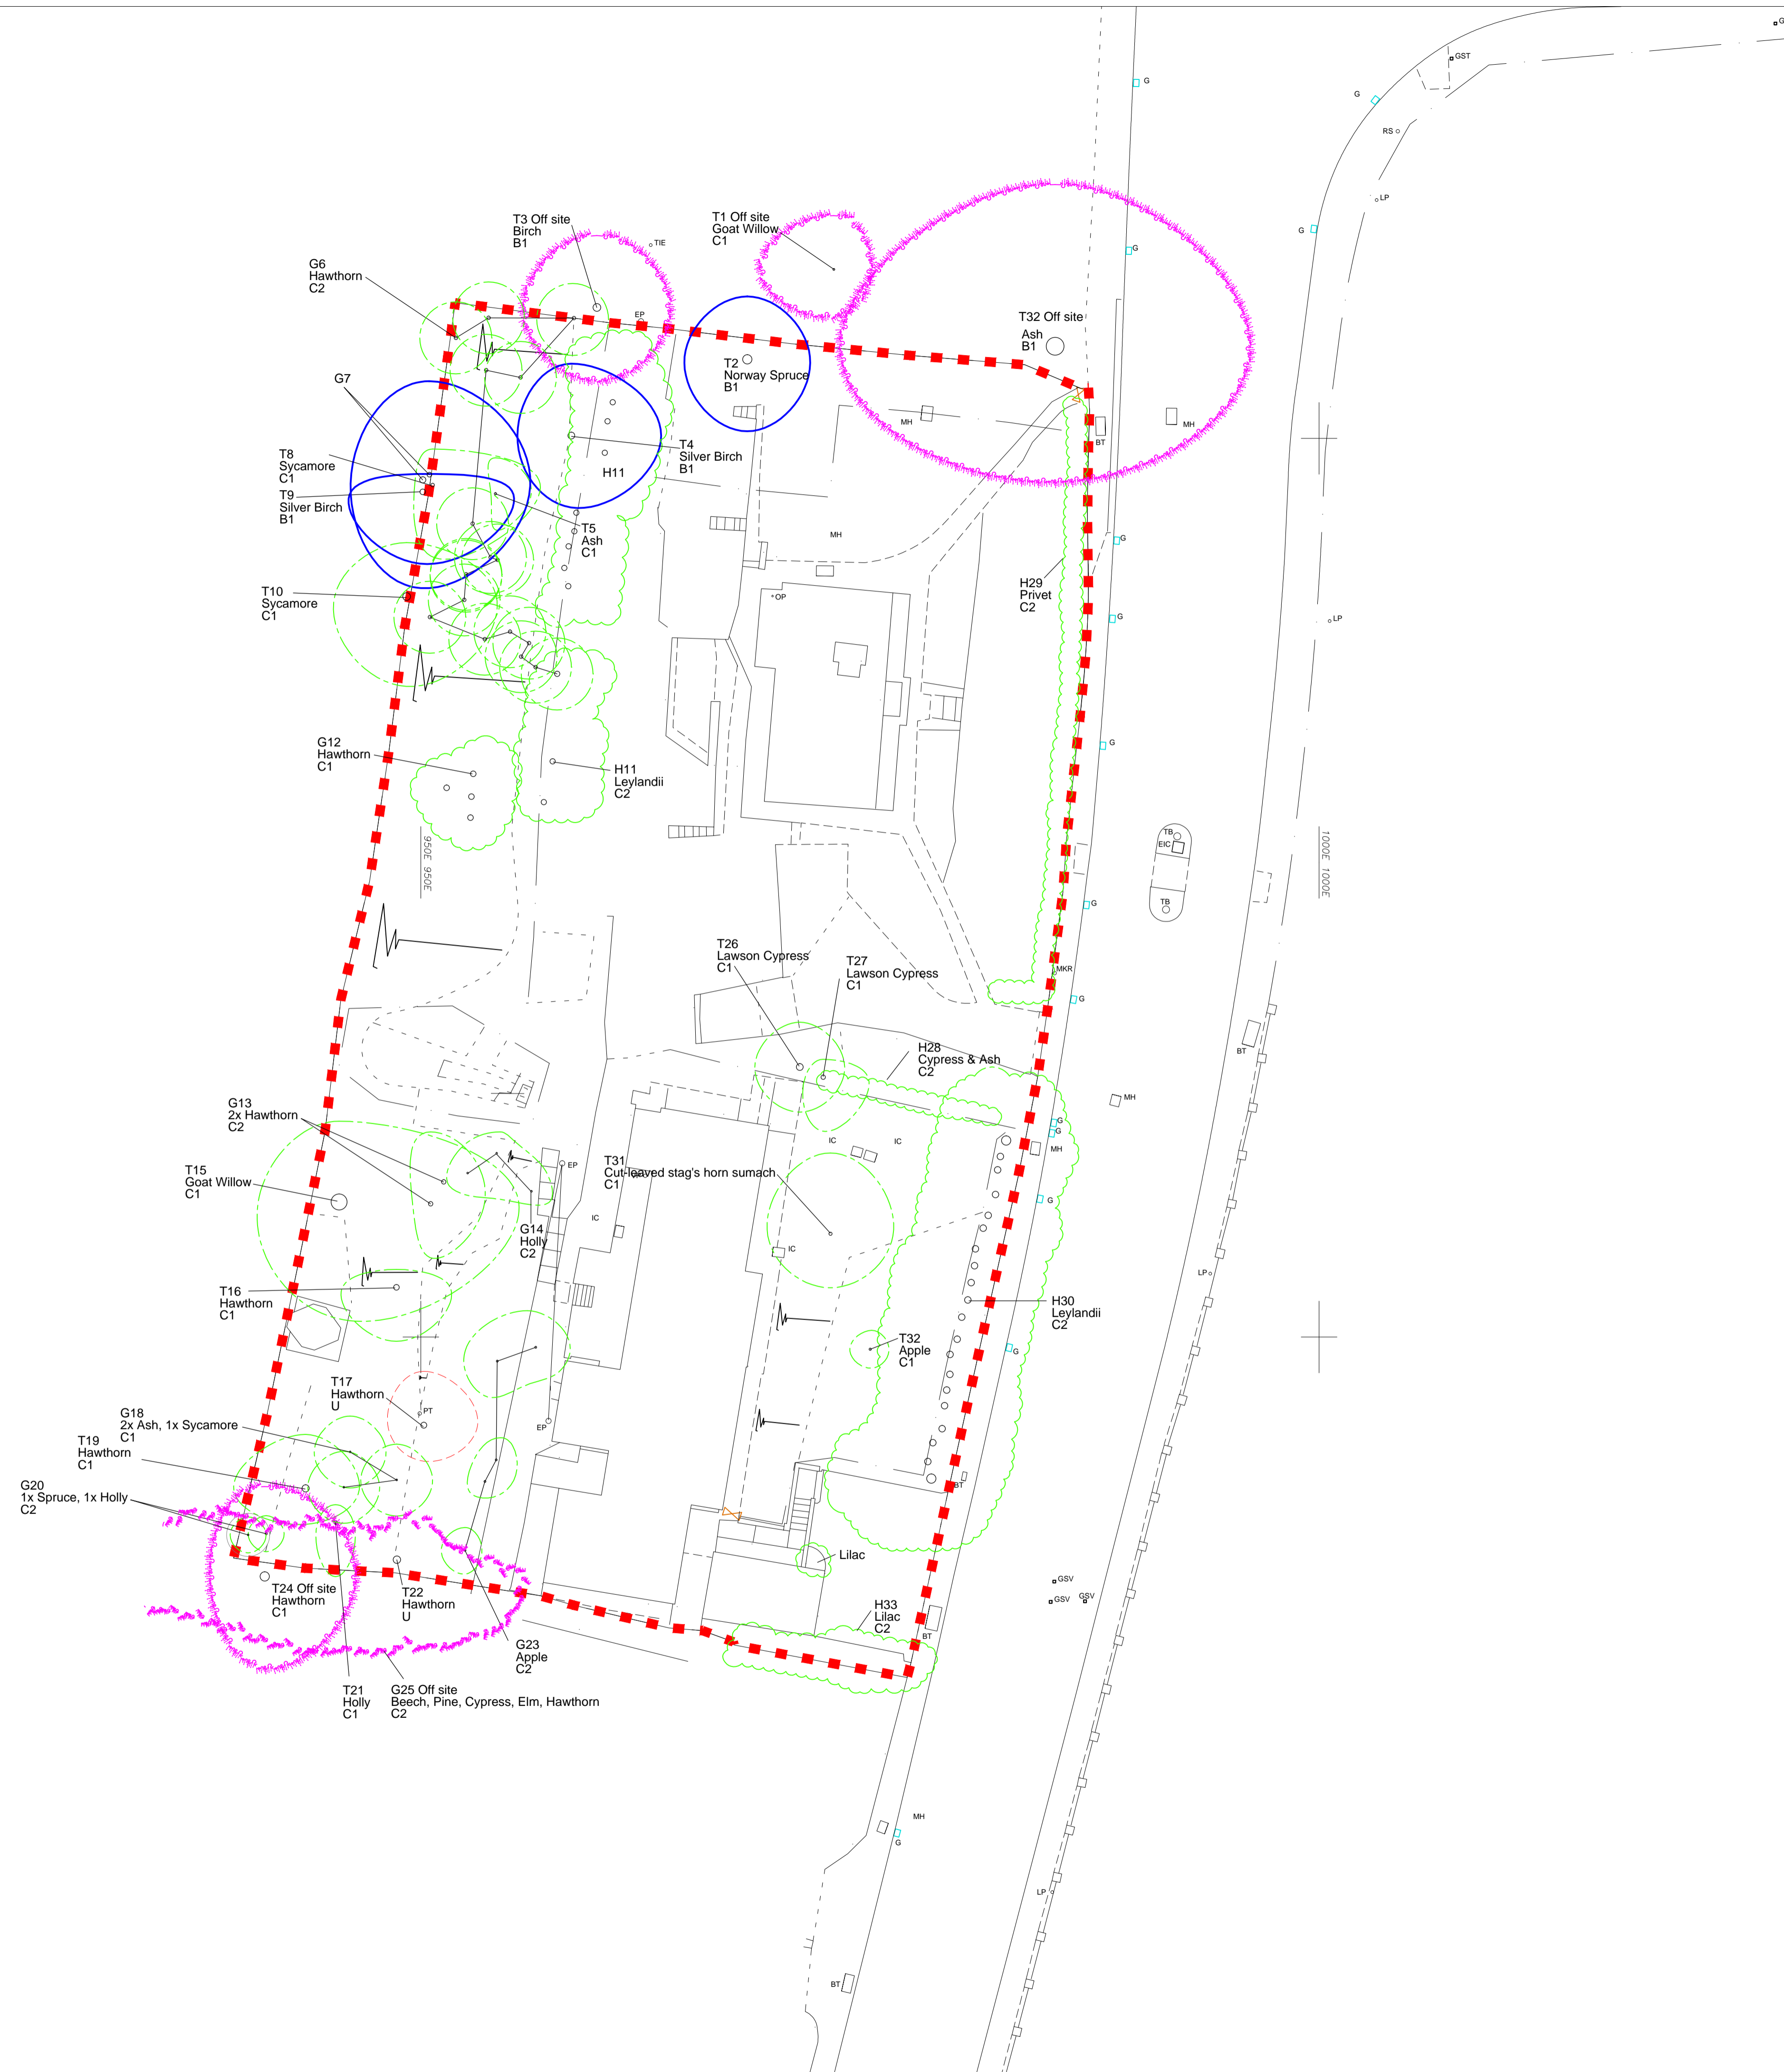 G
GST
G
G
RS
LP
T3 Off site
Birch
B1
T1 Off site
Goat Willow
C1
G
TIE
G
G6
Hawthorn
C2
EP
T32 Off site
Ash
B1
T2
Norway Spruce
B1
G7
MH
MH
BT
T4
Silver Birch
B1
T8
Sycamore
C1
H11
T9
Silver Birch
B1
T5
Ash
C1
MH
G
T10
Sycamore
C1
OP
H29
Privet
C2
G
LP
G12
Hawthorn
C1
G
H11
Leylandii
C2
950E 950E
TB
EIC
TB
1000E 1000E
G
T26
Lawson Cypress
C1
T27
Lawson Cypress
C1
MKR
G
H28
Cypress & Ash
C2
BT
MH
G13
2x Hawthorn
C2
G
G
IC
IC
MH
T15
Goat Willow
C1
EP
T31
Cut-leaved stag's horn sumach
C1
G
G14
Holly
C2
IC
IC
LP
T16
Hawthorn
C1
H30
Leylandii
C2
T32
Apple
C1
G
T17
Hawthorn
U
PT
EP
G18
2x Ash, 1x Sycamore
C1
T19
Hawthorn
C1
G20
1x Spruce, 1x Holly
C2
BT
Lilac
T24 Off site
Hawthorn
C1
T22
Hawthorn
U
GSV
GSV
GSV
H33
Lilac
C2
BT
G23
Apple
C2
T21
Holly
C1
G25 Off site
Beech, Pine, Cypress, Elm, Hawthorn
C2
MH
G
LP
BT